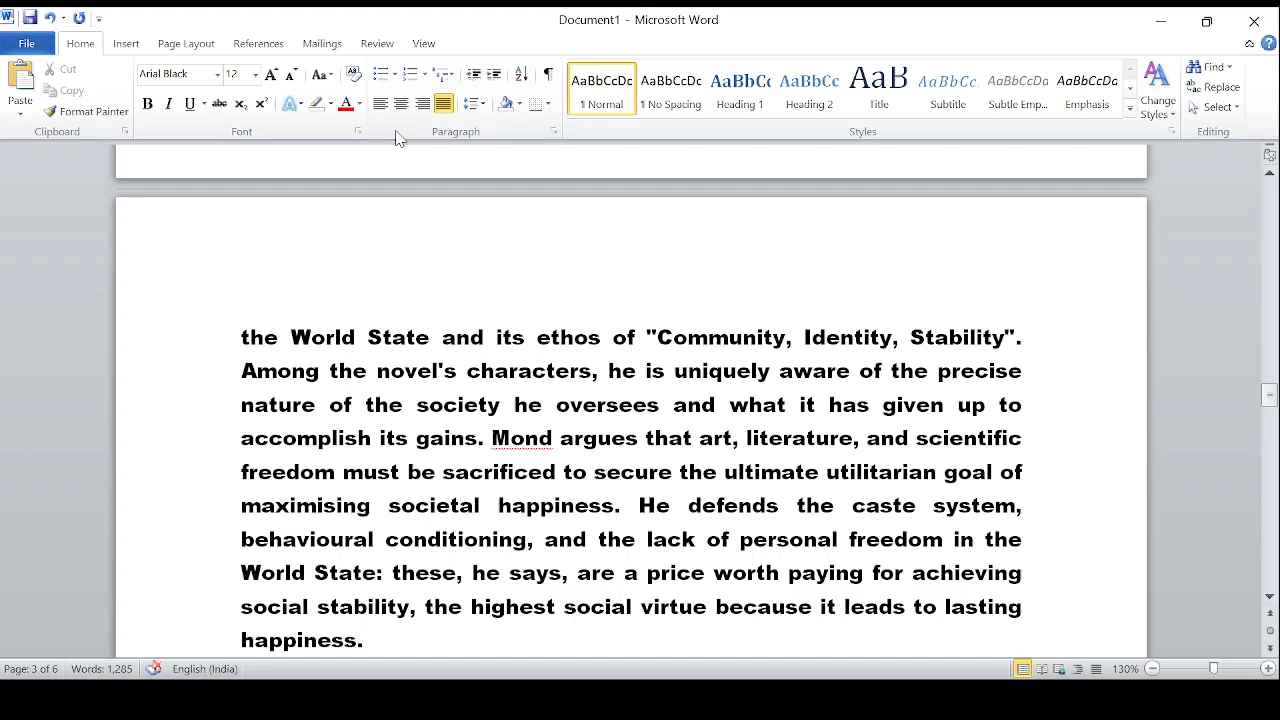 Document1 - Microsoft Word
File Home Insert Page Layout References Mailings Review View
Paste Cut Copy Format Painter Clipboard
Arial Black 12 Aa
B I U abc x₂ x² A A
Font Paragraph
AaBbCcDc AaBbCcDc AaBbCc AaBbCc AaB AaBbCc. AaBbCcDa AaBbCcDa
¶ Normal ¶ No Spacing Heading 1 Heading 2 Title Subtitle Subtle Em... Emphasis
Change Styles Styles
Find Replace Select Editing
the World State and its ethos of "Community, Identity, Stability".
Among the novel's characters, he is uniquely aware of the precise
nature of the society he oversees and what it has given up to
accomplish its gains. Mond argues that art, literature, and scientific
freedom must be sacrificed to secure the ultimate utilitarian goal of
maximising societal happiness. He defends the caste system,
behavioural conditioning, and the lack of personal freedom in the
World State: these, he says, are a price worth paying for achieving
social stability, the highest social virtue because it leads to lasting
happiness.
Page: 3 of 6 Words: 1,285 English (India) 130%